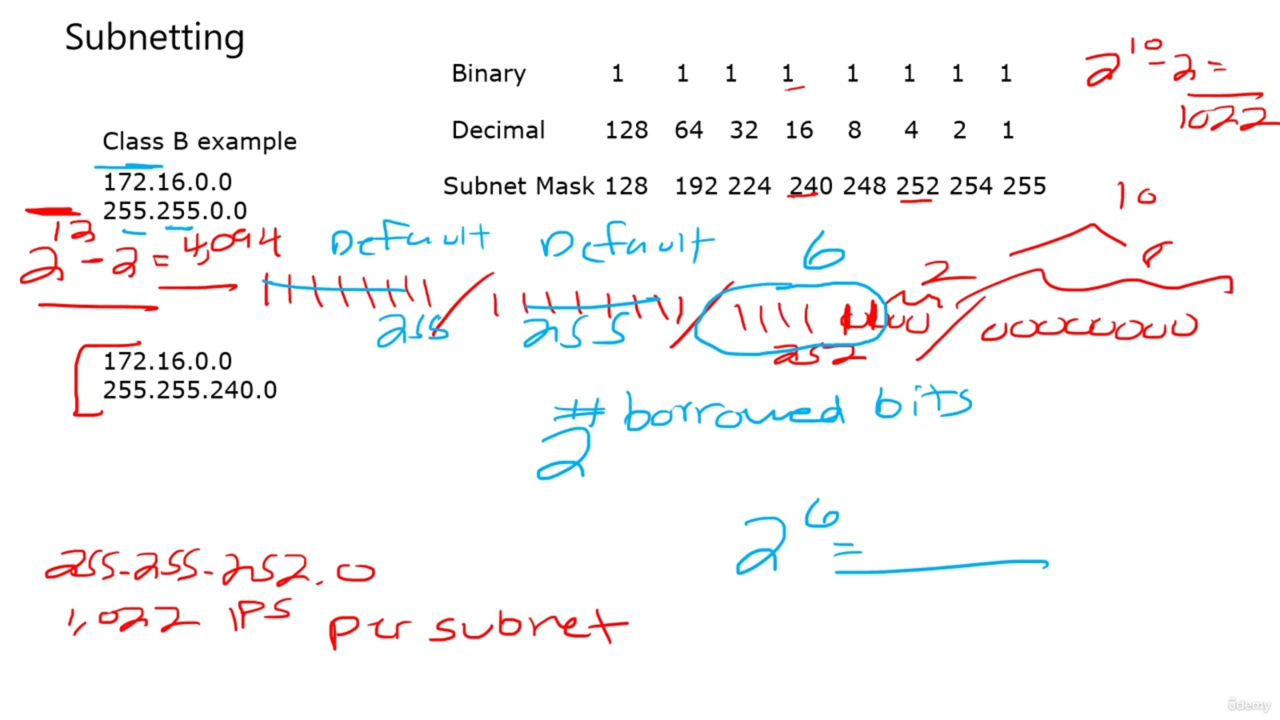 Subnetting
Binary 1 1 1 1 1 1 1 1
2^10 - 2 =
1022
Decimal 128 64 32 16 8 4 2 1
Class B example
172.16.0.0
255.255.0.0
Subnet Mask 128 192 224 240 248 252 254 255
10
2^12 - 2 = 4,094
Default Default 6 2 8
255 255 252
00000000
172.16.0.0
255.255.240.0
# borrowed bits
2
2^6 =
255.255.252.0
1,022 IPS per subnet
ûdemy